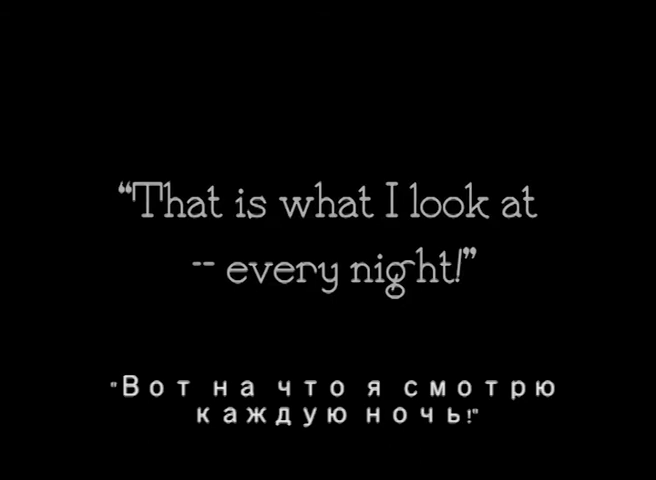 “That is what I look at
-- every night!”
"Вот на что я смотрю
каждую ночь!"